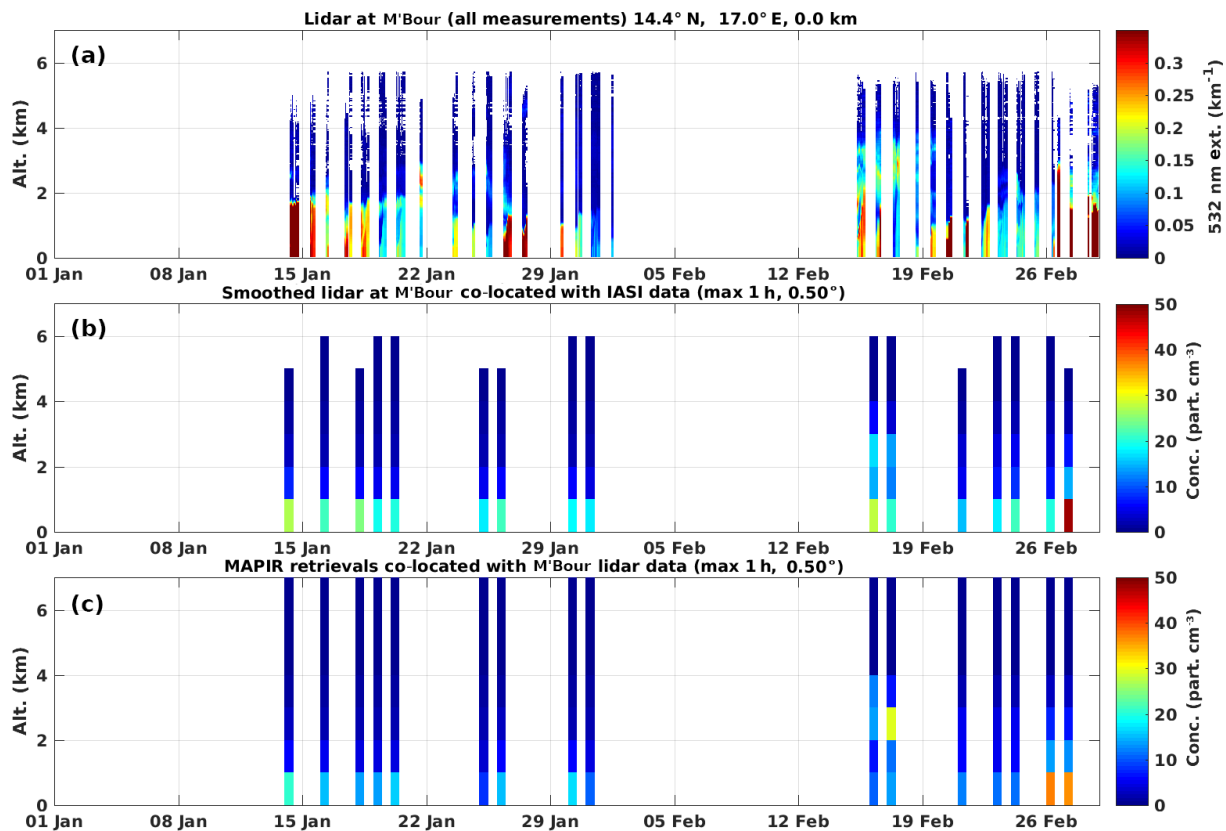 Lidar at M'Bour (all measurements) 14.4° N, 17.0° E, 0.0 km
(a)
6
4
2
0
Alt. (km)
01 Jan 08 Jan 15 Jan 22 Jan 29 Jan 05 Feb 12 Feb 19 Feb 26 Feb
0.3
0.25
0.2
0.15
0.1
0.05
0
532 nm ext. (km⁻¹)
Smoothed lidar at M'Bour co-located with IASI data (max 1 h, 0.50°)
(b)
6
4
2
0
Alt. (km)
01 Jan 08 Jan 15 Jan 22 Jan 29 Jan 05 Feb 12 Feb 19 Feb 26 Feb
50
40
30
20
10
0
Conc. (part. cm⁻³)
MAPIR retrievals co-located with M'Bour lidar data (max 1 h, 0.50°)
(c)
6
4
2
0
Alt. (km)
01 Jan 08 Jan 15 Jan 22 Jan 29 Jan 05 Feb 12 Feb 19 Feb 26 Feb
50
40
30
20
10
0
Conc. (part. cm⁻³)